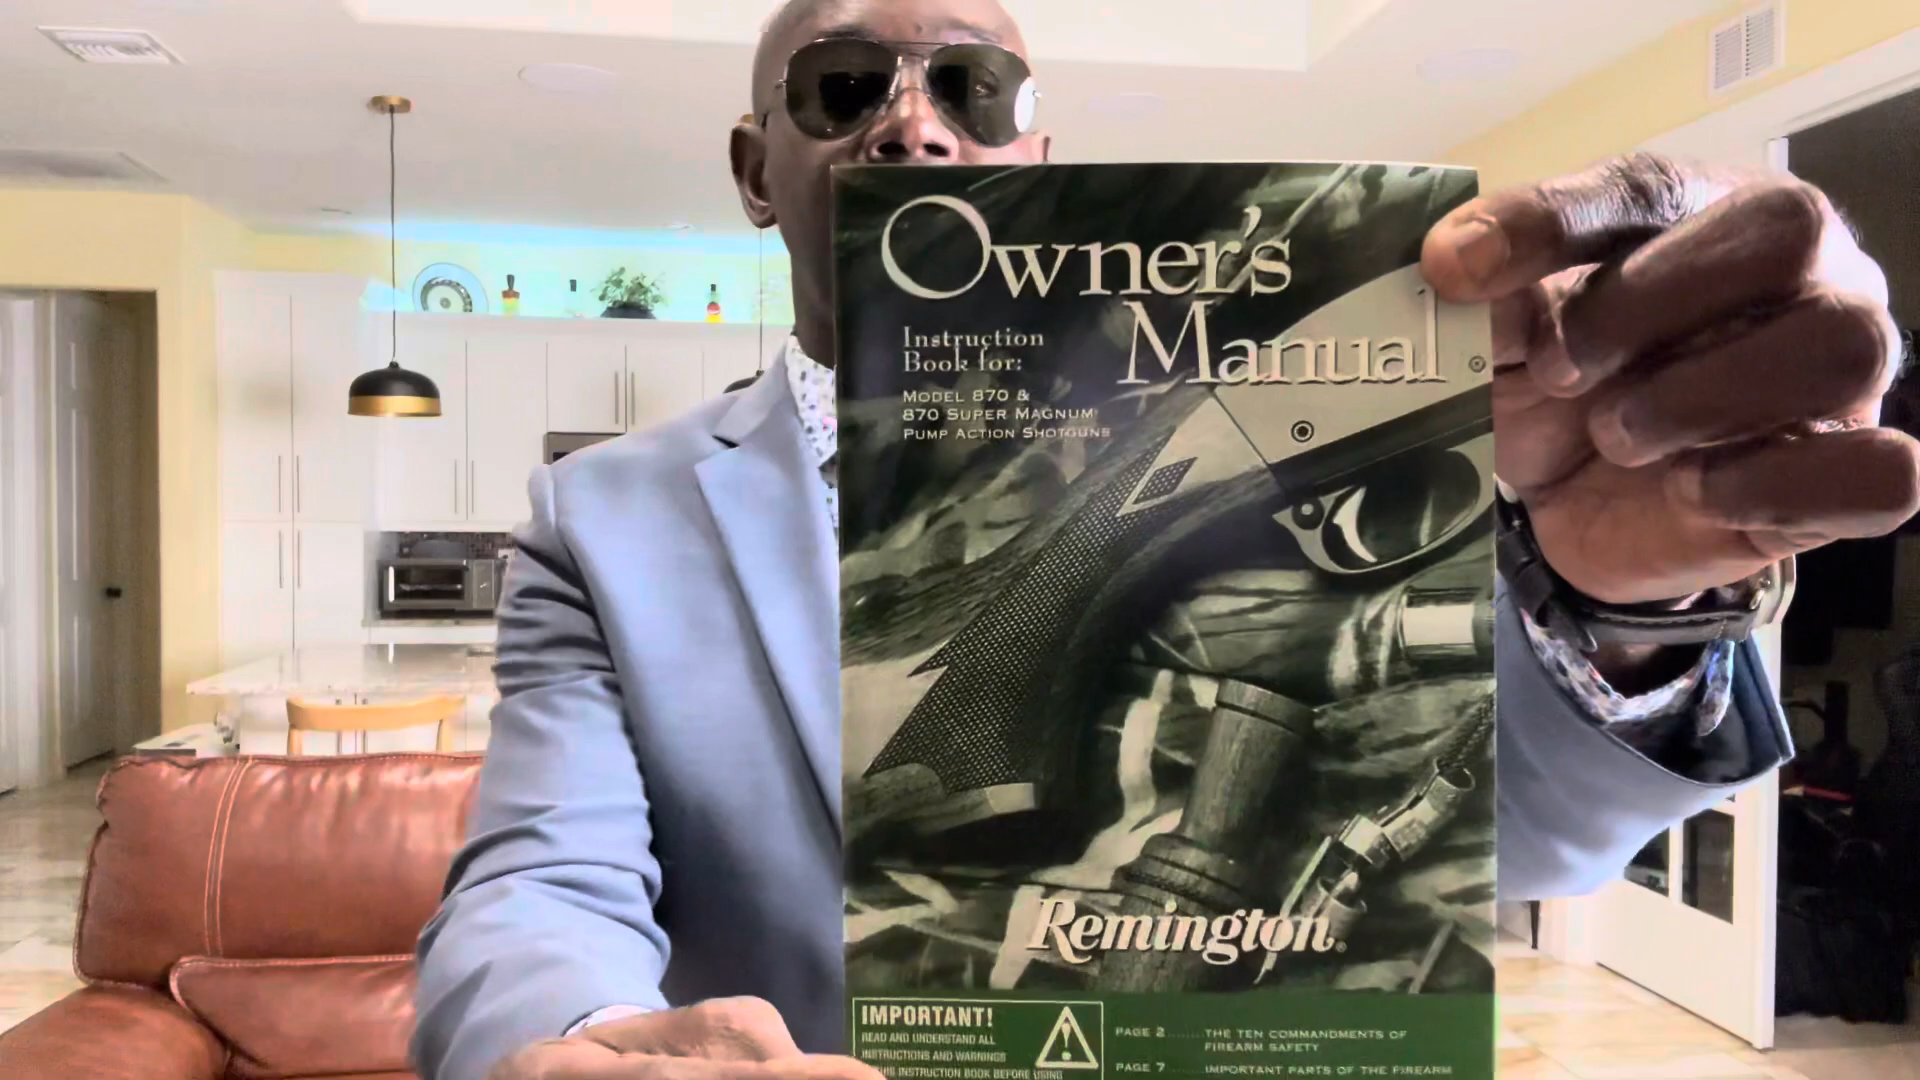 Owner's
Manual
Instruction
Book for:
MODEL 870 &
870 SUPER MAGNUM
PUMP ACTION SHOTGUNS
Remington®
IMPORTANT!
READ AND UNDERSTAND ALL
INSTRUCTIONS AND WARNINGS
THIS INSTRUCTION BOOK BEFORE USING
PAGE 2....... THE TEN COMMANDMENTS OF
FIREARM SAFETY
PAGE 7....... IMPORTANT PARTS OF THE FIREARM